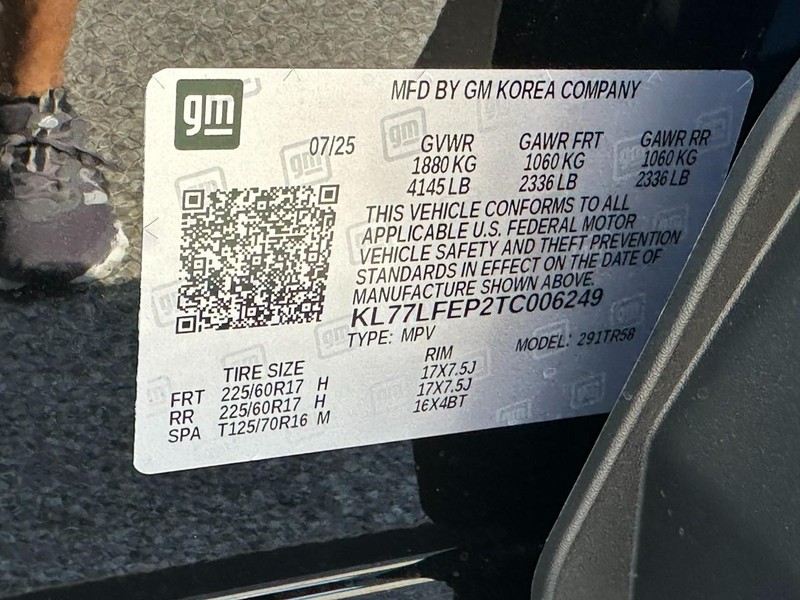 gm
MFD BY GM KOREA COMPANY
07/25 GVWR GAWR FRT GAWR RR
1880 KG 1060 KG 1060 KG
4145 LB 2336 LB 2336 LB
THIS VEHICLE CONFORMS TO ALL
APPLICABLE U.S. FEDERAL MOTOR
VEHICLE SAFETY AND THEFT PREVENTION
STANDARDS IN EFFECT ON THE DATE OF
MANUFACTURE SHOWN ABOVE.
KL77LFEP2TC006249
TYPE: MPV MODEL: 291TR58
TIRE SIZE RIM
FRT 225/60R17 H 17X7.5J
RR 225/60R17 H 17X7.5J
SPA T125/70R16 M 16X4BT